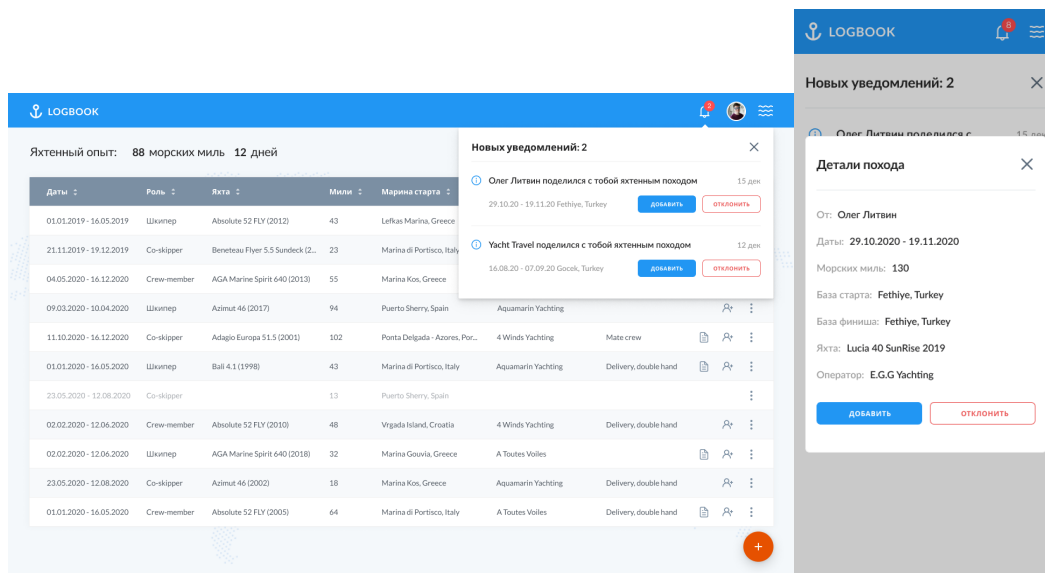 LOGBOOK
2
Яхтенный опыт: 88 морских миль 12 дней
Даты Роль Яхта Мили Марина старта
01.01.2019 - 16.05.2019 Шкипер Absolute 52 FLY (2012) 43 Lefkas Marina, Greece
21.11.2019 - 19.12.2019 Co-skipper Beneteau Flyer 5.5 Sundeck (2... 23 Marina di Portisco, Italy
04.05.2020 - 16.12.2020 Crew-member AGA Marine Spirit 640 (2013) 55 Marina Kos, Greece
09.03.2020 - 10.04.2020 Шкипер Azimut 46 (2017) 94 Puerto Sherry, Spain Aquamarin Yachting
11.10.2020 - 16.12.2020 Co-skipper Adagio Europa 51.5 (2001) 102 Ponta Delgada - Azores, Por... 4 Winds Yachting Mate crew
01.01.2020 - 16.05.2020 Шкипер Bali 4.1 (1998) 43 Marina di Portisco, Italy Aquamarin Yachting Delivery, double hand
23.05.2020 - 12.08.2020 Co-skipper 13 Puerto Sherry, Spain
02.02.2020 - 12.06.2020 Crew-member Absolute 52 FLY (2010) 48 Vrgada Island, Croatia 4 Winds Yachting Delivery, double hand
02.02.2020 - 12.06.2020 Шкипер AGA Marine Spirit 640 (2018) 32 Marina Gouvia, Greece A Toutes Voiles
23.05.2020 - 12.08.2020 Co-skipper Azimut 46 (2002) 18 Marina Kos, Greece Aquamarin Yachting Delivery, double hand
01.01.2020 - 16.05.2020 Crew-member Absolute 52 FLY (2005) 64 Marina di Portisco, Italy A Toutes Voiles Delivery, double hand
Новых уведомлений: 2
Олег Литвин поделился с тобой яхтенным походом 15 дек
29.10.20 - 19.11.20 Fethiye, Turkey ДОБАВИТЬ ОТКЛОНИТЬ
Yacht Travel поделился с тобой яхтенным походом 12 дек
16.08.20 - 07.09.20 Gocek, Turkey ДОБАВИТЬ ОТКЛОНИТЬ
LOGBOOK
8
Новых уведомлений: 2
Олег Литвин поделился с 15 дек
Детали похода
От: Олег Литвин
Даты: 29.10.2020 - 19.11.2020
Морских миль: 130
База старта: Fethiye, Turkey
База финиша: Fethiye, Turkey
Яхта: Lucia 40 SunRise 2019
Оператор: E.G.G Yachting
ДОБАВИТЬ ОТКЛОНИТЬ